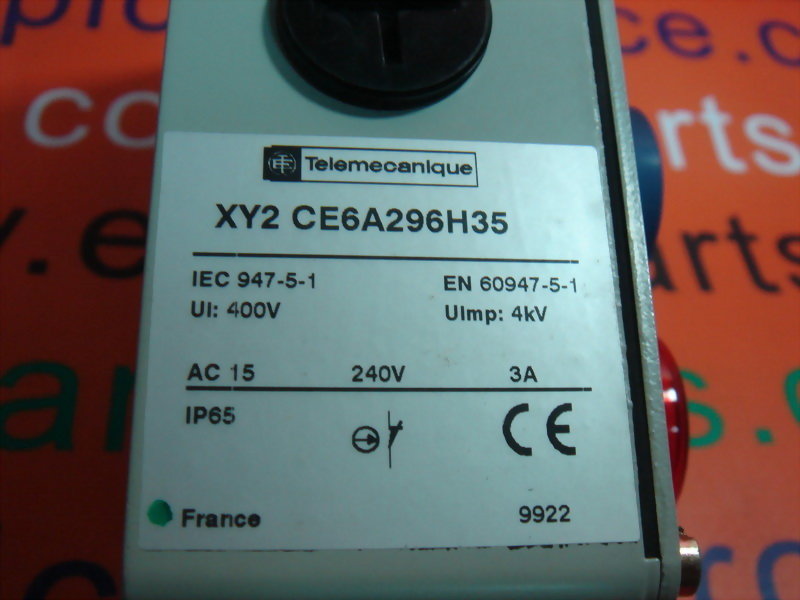 Telemecanique
XY2 CE6A296H35
IEC 947-5-1 EN 60947-5-1
UI: 400V UImp: 4kV
AC 15 240V 3A
IP65 CE
France 9922